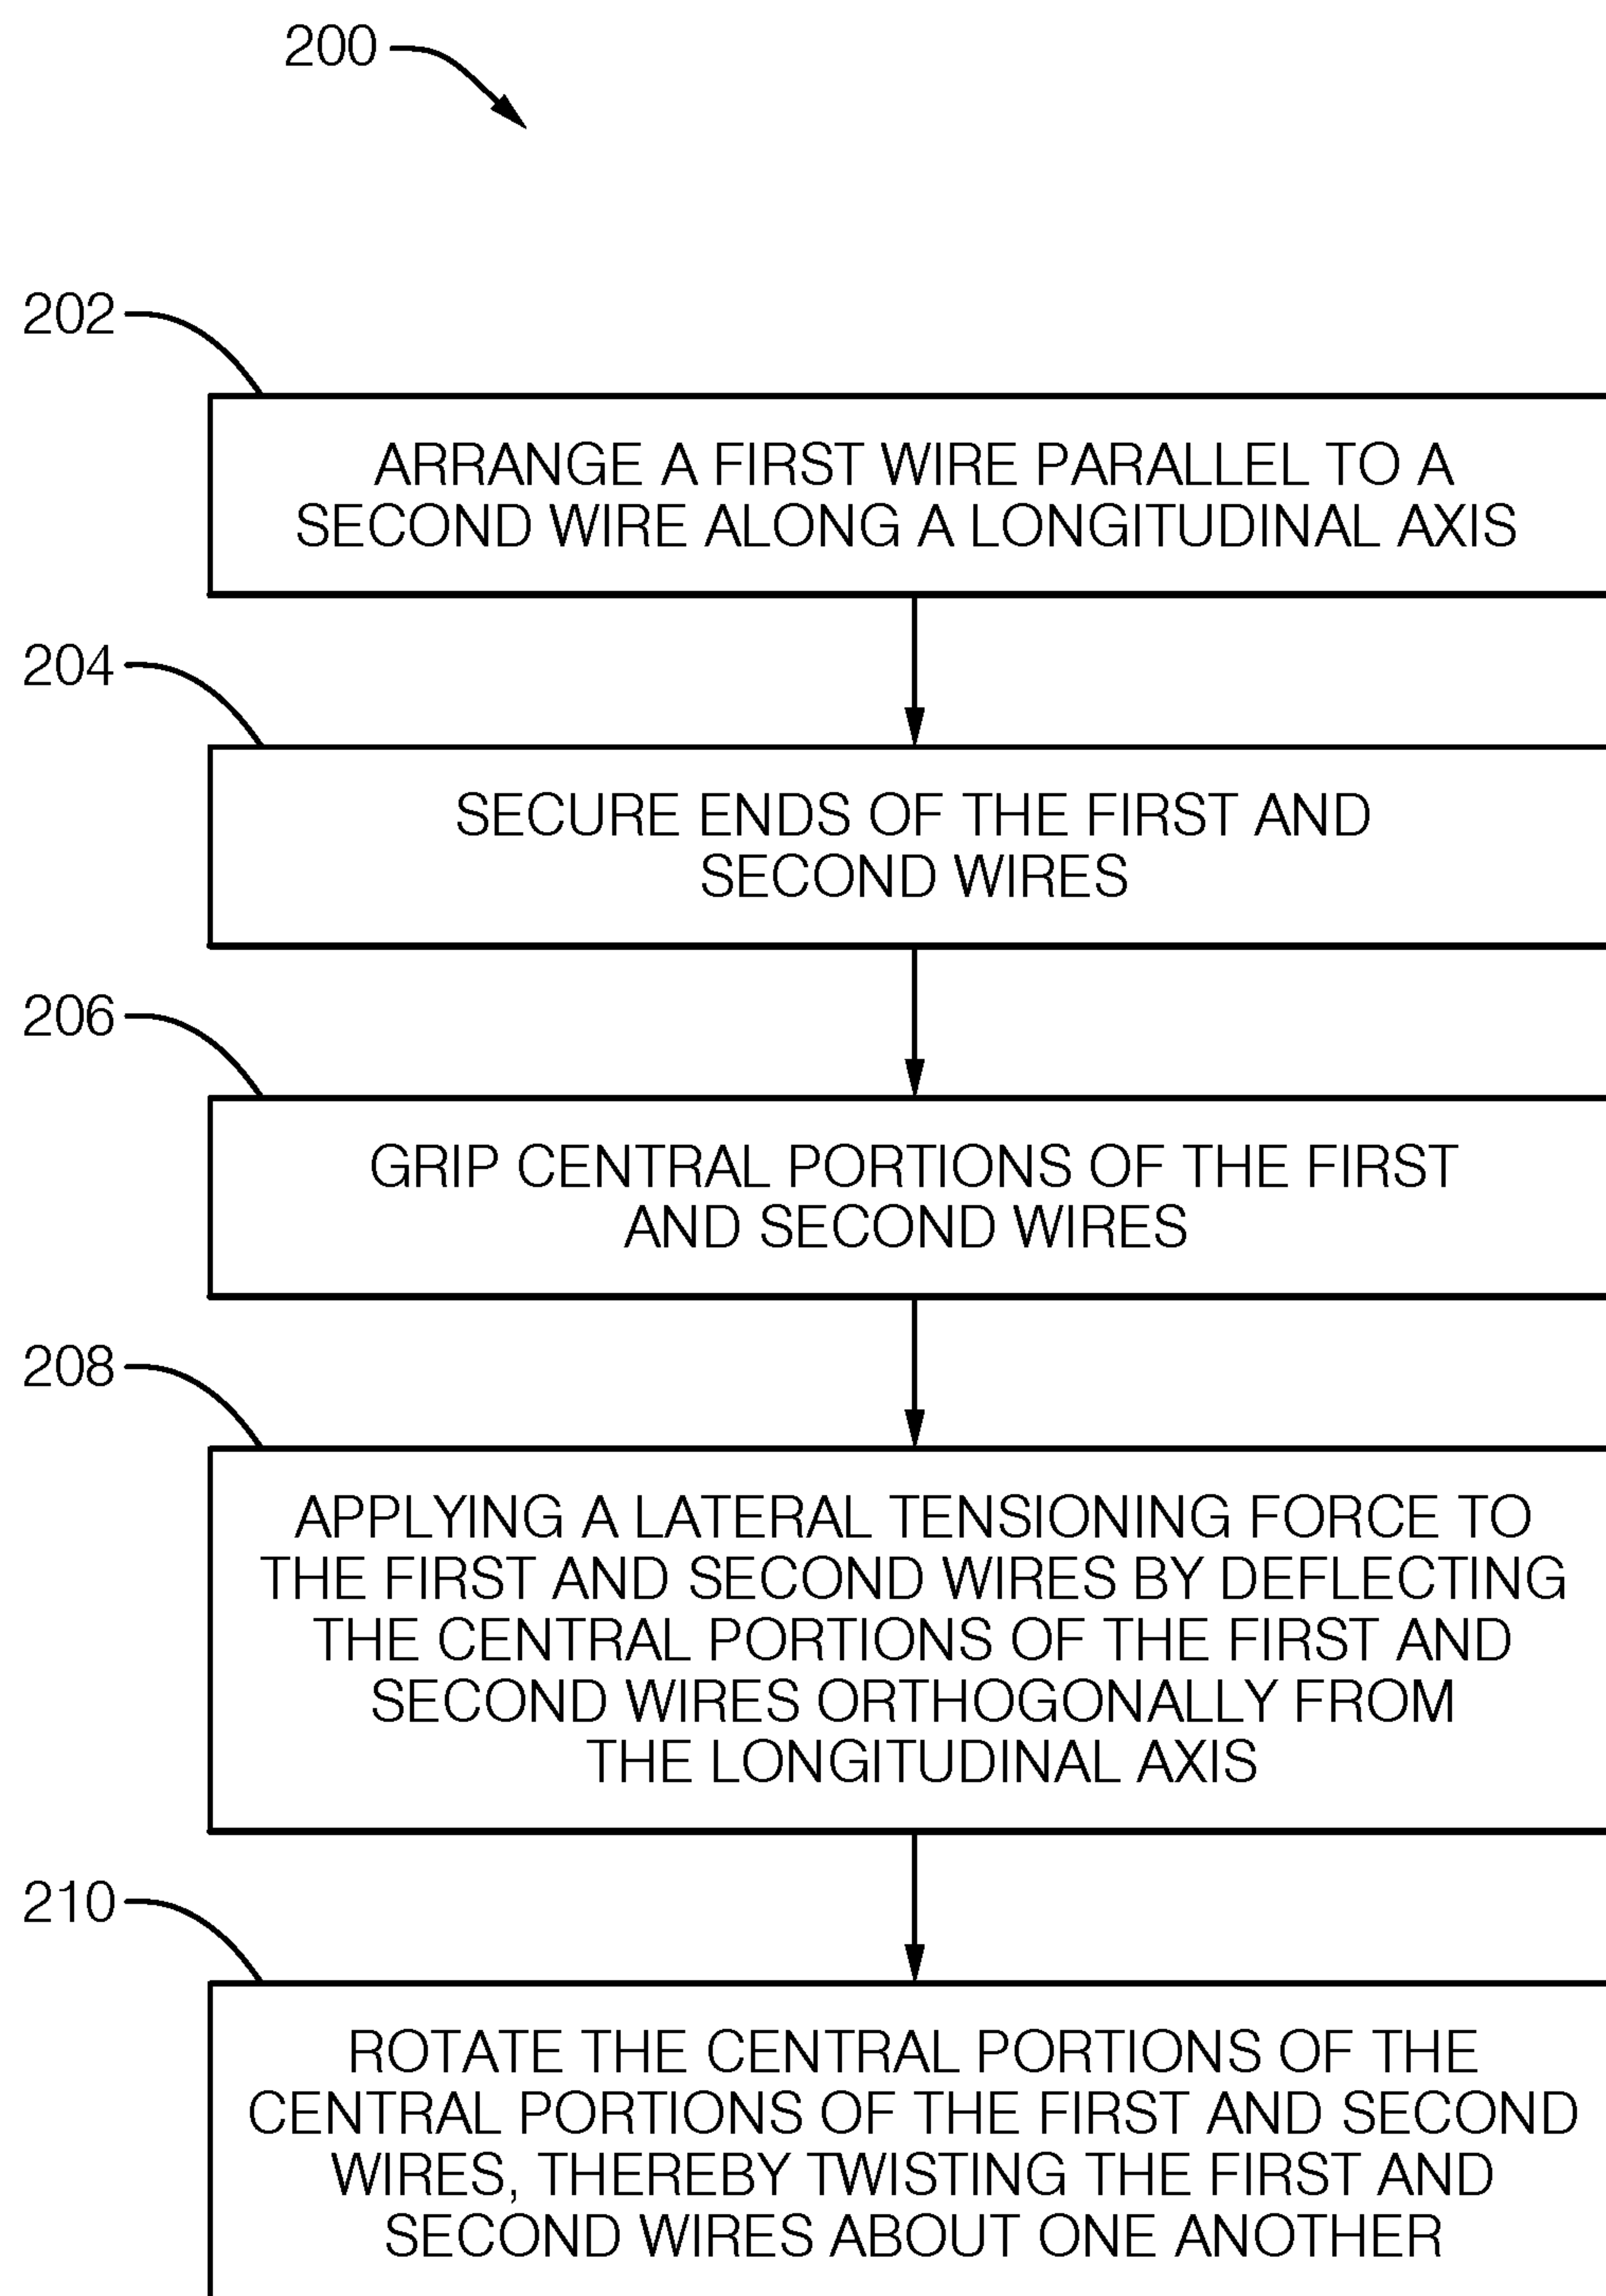 200
202
ARRANGE A FIRST WIRE PARALLEL TO A
SECOND WIRE ALONG A LONGITUDINAL AXIS
204
SECURE ENDS OF THE FIRST AND
SECOND WIRES
206
GRIP CENTRAL PORTIONS OF THE FIRST
AND SECOND WIRES
208
APPLYING A LATERAL TENSIONING FORCE TO
THE FIRST AND SECOND WIRES BY DEFLECTING
THE CENTRAL PORTIONS OF THE FIRST AND
SECOND WIRES ORTHOGONALLY FROM
THE LONGITUDINAL AXIS
210
ROTATE THE CENTRAL PORTIONS OF THE
CENTRAL PORTIONS OF THE FIRST AND SECOND
WIRES, THEREBY TWISTING THE FIRST AND
SECOND WIRES ABOUT ONE ANOTHER